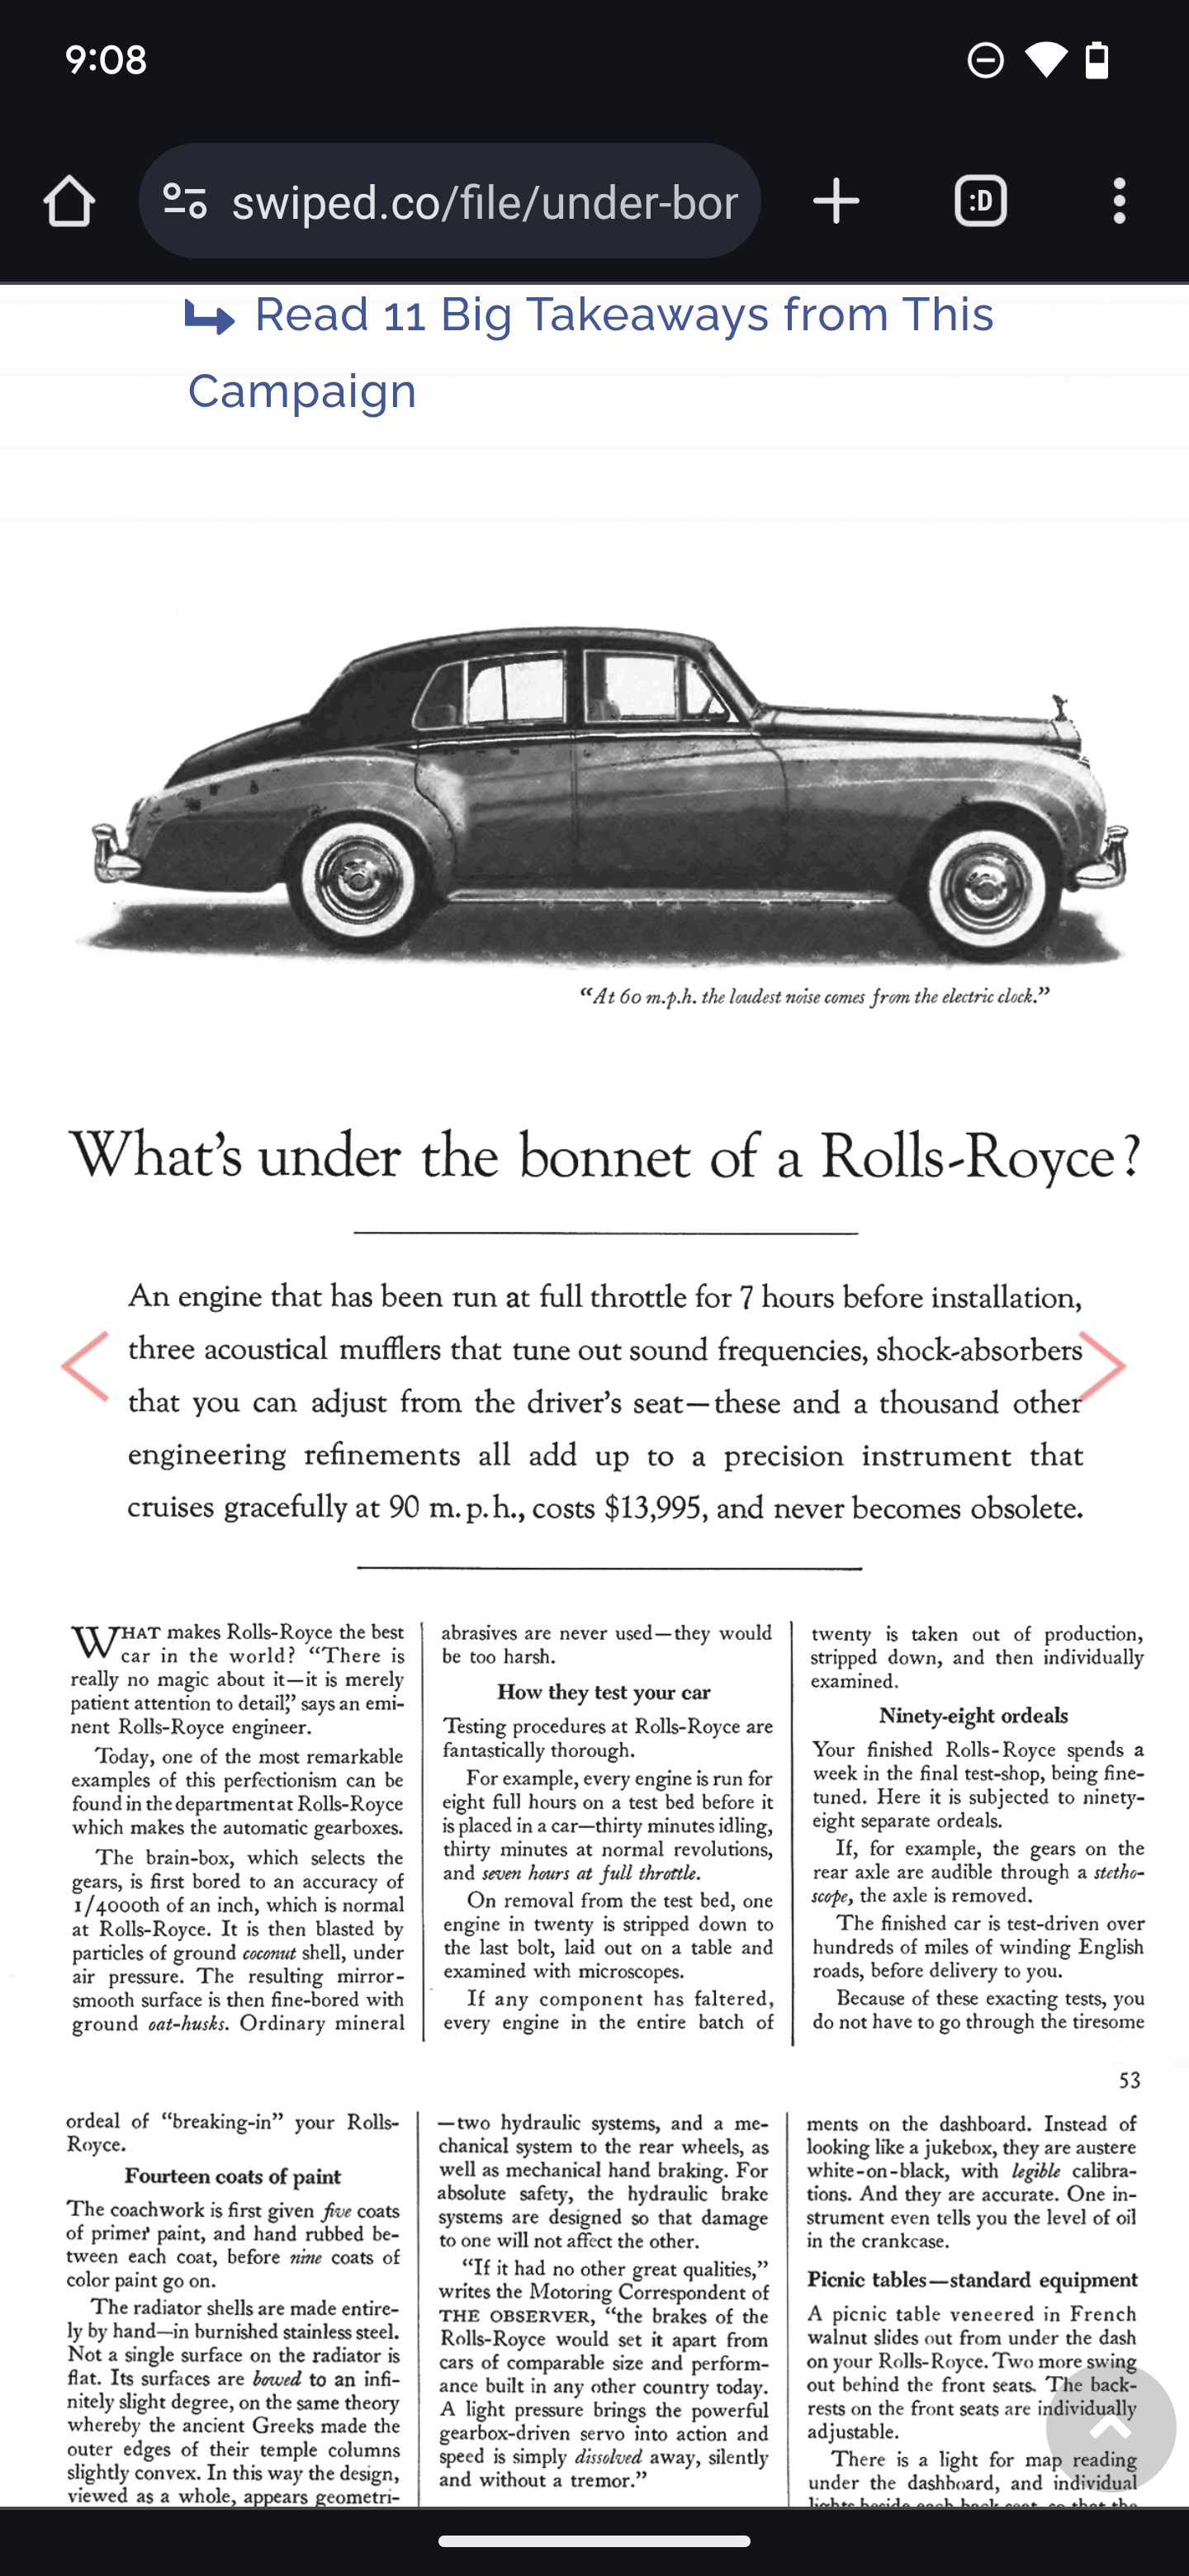 9:08
swiped.co/file/under-bor
:D
Read 11 Big Takeaways from This
Campaign
“At 60 m.p.h. the loudest noise comes from the electric clock.”
What’s under the bonnet of a Rolls-Royce?
An engine that has been run at full throttle for 7 hours before installation,
three acoustical mufflers that tune out sound frequencies, shock-absorbers
that you can adjust from the driver’s seat—these and a thousand other
engineering refinements all add up to a precision instrument that
cruises gracefully at 90 m.p.h., costs $13,995, and never becomes obsolete.
WHAT makes Rolls-Royce the best
car in the world? “There is
really no magic about it—it is merely
patient attention to detail,” says an emi-
nent Rolls-Royce engineer.
Today, one of the most remarkable
examples of this perfectionism can be
found in the department at Rolls-Royce
which makes the automatic gearboxes.
The brain-box, which selects the
gears, is first bored to an accuracy of
1/4000th of an inch, which is normal
at Rolls-Royce. It is then blasted by
particles of ground coconut shell, under
air pressure. The resulting mirror-
smooth surface is then fine-bored with
ground oat-husks. Ordinary mineral
abrasives are never used—they would
be too harsh.
How they test your car
Testing procedures at Rolls-Royce are
fantastically thorough.
For example, every engine is run for
eight full hours on a test bed before it
is placed in a car—thirty minutes idling,
thirty minutes at normal revolutions,
and seven hours at full throttle.
On removal from the test bed, one
engine in twenty is stripped down to
the last bolt, laid out on a table and
examined with microscopes.
If any component has faltered,
every engine in the entire batch of
twenty is taken out of production,
stripped down, and then individually
examined.
Ninety-eight ordeals
Your finished Rolls-Royce spends a
week in the final test-shop, being fine-
tuned. Here it is subjected to ninety-
eight separate ordeals.
If, for example, the gears on the
rear axle are audible through a stetho-
scope, the axle is removed.
The finished car is test-driven over
hundreds of miles of winding English
roads, before delivery to you.
Because of these exacting tests, you
do not have to go through the tiresome
53
ordeal of “breaking-in” your Rolls-
Royce.
Fourteen coats of paint
The coachwork is first given five coats
of primer paint, and hand rubbed be-
tween each coat, before nine coats of
color paint go on.
The radiator shells are made entire-
ly by hand—in burnished stainless steel.
Not a single surface on the radiator is
flat. Its surfaces are bowed to an infi-
nitely slight degree, on the same theory
whereby the ancient Greeks made the
outer edges of their temple columns
slightly convex. In this way the design,
viewed as a whole, appears geometri-
—two hydraulic systems, and a me-
chanical system to the rear wheels, as
well as mechanical hand braking. For
absolute safety, the hydraulic brake
systems are designed so that damage
to one will not affect the other.
“If it had no other great qualities,”
writes the Motoring Correspondent of
THE OBSERVER, “the brakes of the
Rolls-Royce would set it apart from
cars of comparable size and perform-
ance built in any other country today.
A light pressure brings the powerful
gearbox-driven servo into action and
speed is simply dissolved away, silently
and without a tremor.”
ments on the dashboard. Instead of
looking like a jukebox, they are austere
white-on-black, with legible calibra-
tions. And they are accurate. One in-
strument even tells you the level of oil
in the crankcase.
Picnic tables—standard equipment
A picnic table veneered in French
walnut slides out from under the dash
on your Rolls-Royce. Two more swing
out behind the front seats. The back-
rests on the front seats are individually
adjustable.
There is a light for map reading
under the dashboard, and individual
lights beside each back seat, so that the